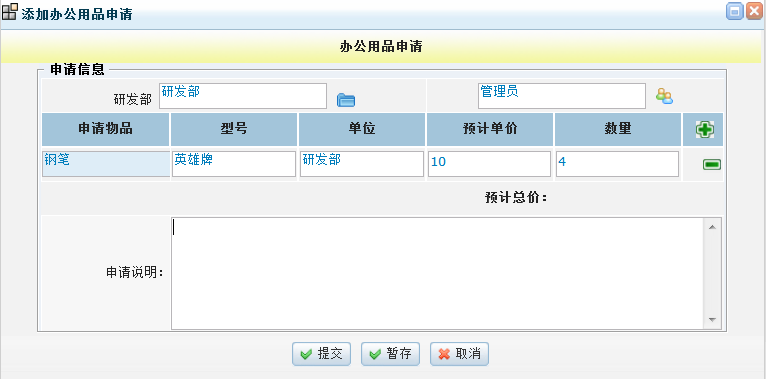 添加办公用品申请
办公用品申请
申请信息
研发部 研发部 管理员
申请物品 型号 单位 预计单价 数量
钢笔 英雄牌 研发部 10 4
预计总价：
申请说明：
提交 暂存 取消